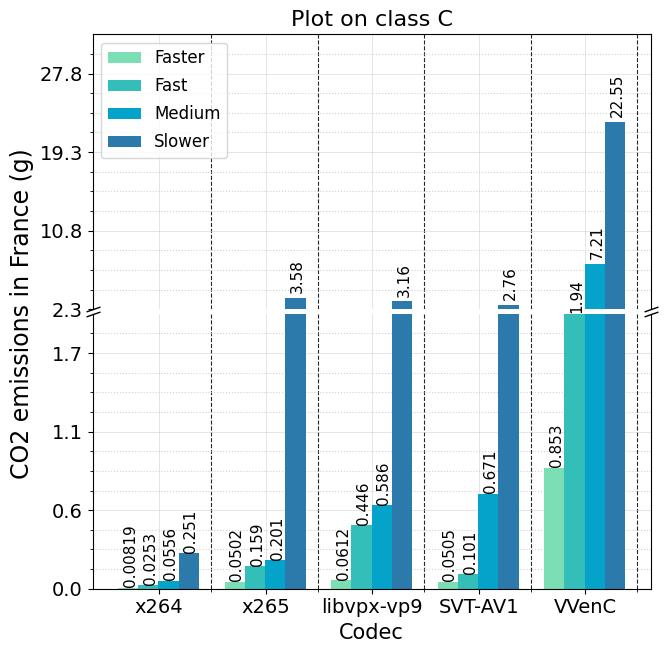 Plot on class C
Faster
Fast
Medium
Slower
CO2 emissions in France (g)
27.8
19.3
10.8
2.3
1.7
1.1
0.6
0.0
0.00819
0.0253
0.0556
0.251
0.0502
0.159
0.201
3.58
0.0612
0.446
0.586
3.16
0.0505
0.101
0.671
2.76
0.853
1.94
7.21
22.55
x264
x265
libvpx-vp9
SVT-AV1
VVenC
Codec